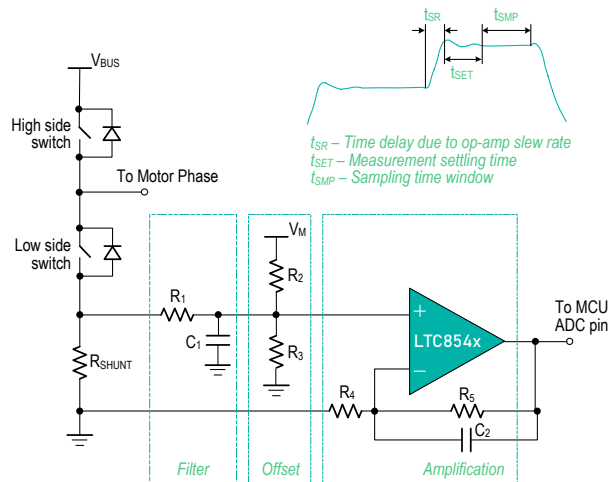 tSR
tSMP
tSET
VBUS
High side
switch
To Motor Phase
tSR – Time delay due to op-amp slew rate
tSET – Measurement settling time
tSMP – Sampling time window
Low side
switch
VM
R2
R1
C1
R3
LTC854x
To MCU
ADC pin
RSHUNT
R4
R5
C2
Filter
Offset
Amplification